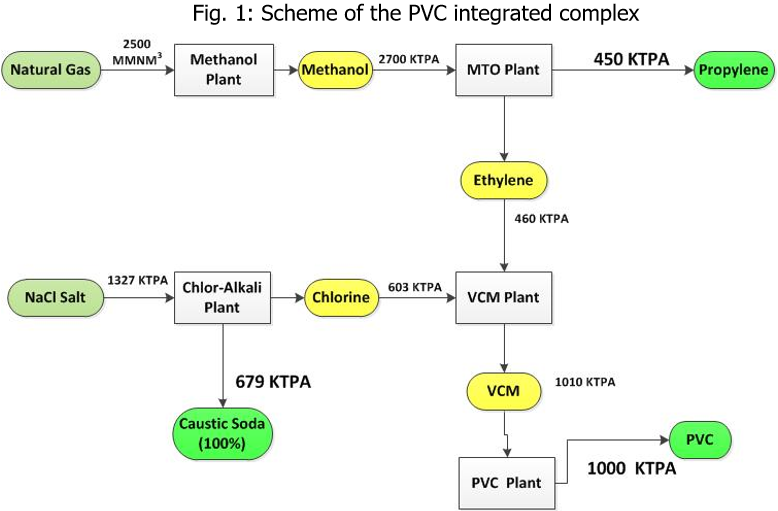 Fig. 1: Scheme of the PVC integrated complex
Natural Gas
2500
MMNM³
Methanol
Plant
Methanol
2700 KTPA
MTO Plant
450 KTPA
Propylene
Ethylene
460 KTPA
NaCl Salt
1327 KTPA
Chlor-Alkali
Plant
Chlorine
603 KTPA
VCM Plant
679 KTPA
Caustic Soda
(100%)
VCM
1010 KTPA
PVC Plant
1000 KTPA
PVC